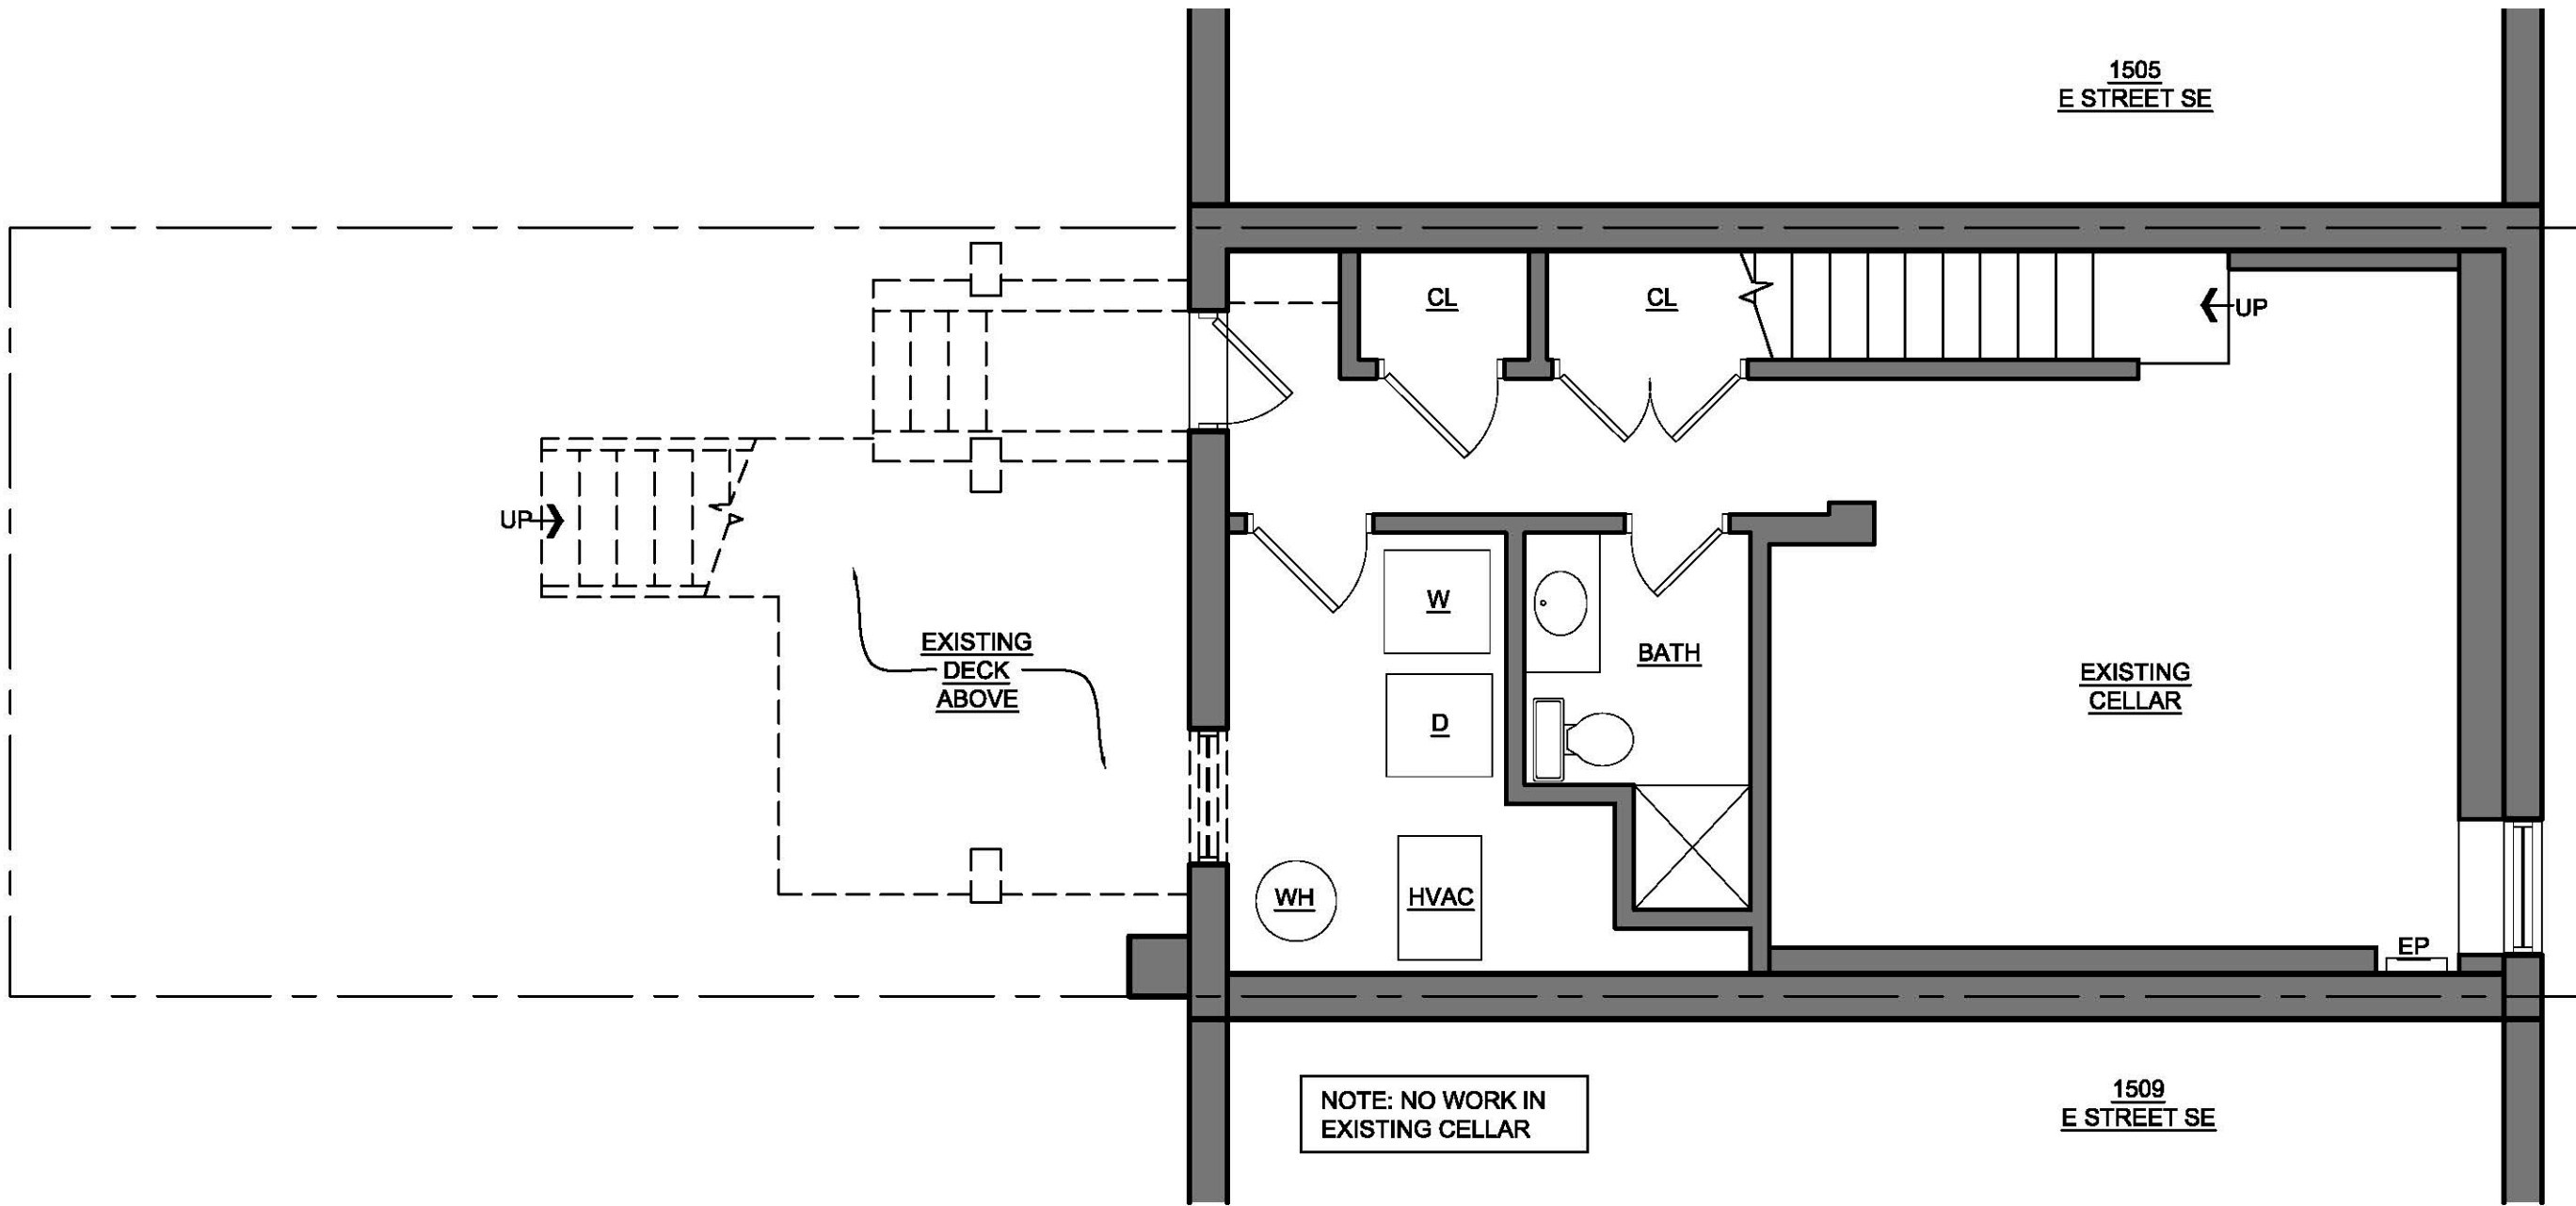 1505
E STREET SE
CL
CL
UP
UP
W
BATH
EXISTING
DECK
ABOVE
EXISTING
CELLAR
D
WH
HVAC
EP
NOTE: NO WORK IN
EXISTING CELLAR
1509
E STREET SE